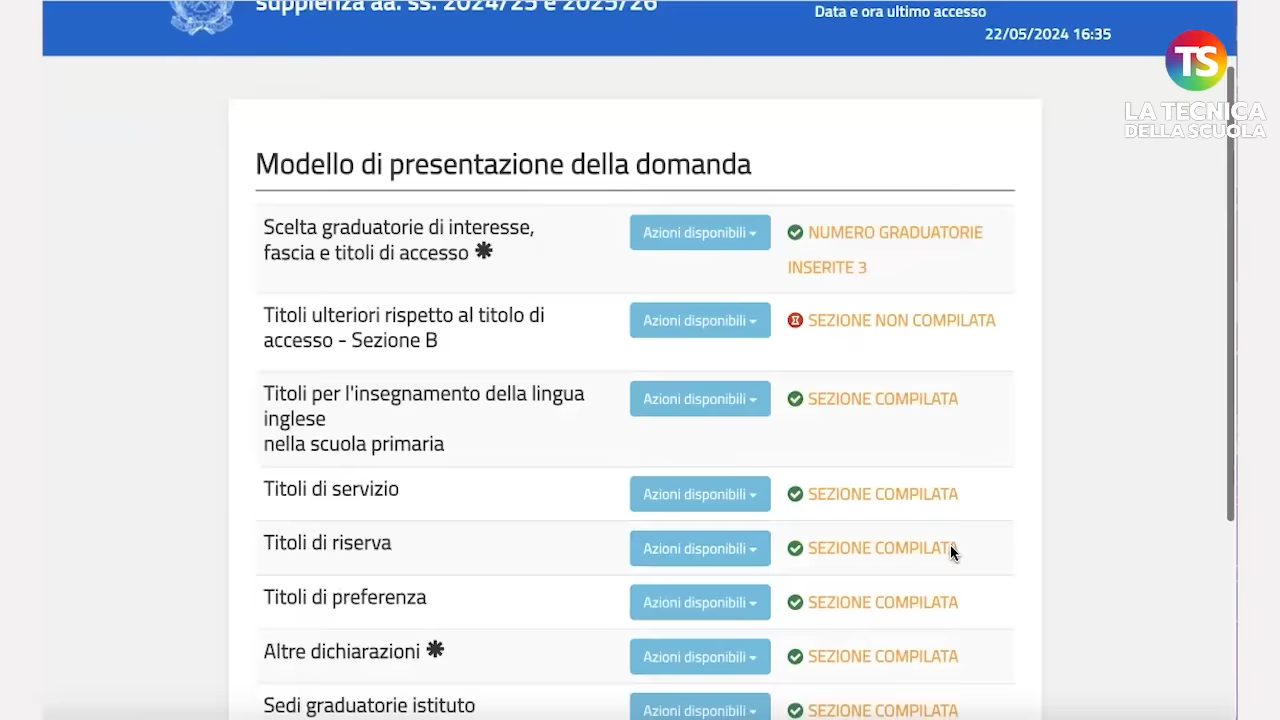 supplenza aa. ss. 2024/25 e 2025/26
Data e ora ultimo accesso
22/05/2024 16:35
TS
LA TECNICA
DELLA SCUOLA
Modello di presentazione della domanda
Scelta graduatorie di interesse,
fascia e titoli di accesso ✱
Azioni disponibili
NUMERO GRADUATORIE
INSERITE 3
Titoli ulteriori rispetto al titolo di
accesso - Sezione B
Azioni disponibili
SEZIONE NON COMPILATA
Titoli per l'insegnamento della lingua
inglese
nella scuola primaria
Azioni disponibili
SEZIONE COMPILATA
Titoli di servizio
Azioni disponibili
SEZIONE COMPILATA
Titoli di riserva
Azioni disponibili
SEZIONE COMPILATA
Titoli di preferenza
Azioni disponibili
SEZIONE COMPILATA
Altre dichiarazioni ✱
Azioni disponibili
SEZIONE COMPILATA
Sedi graduatorie istituto
Azioni disponibili
SEZIONE COMPILATA